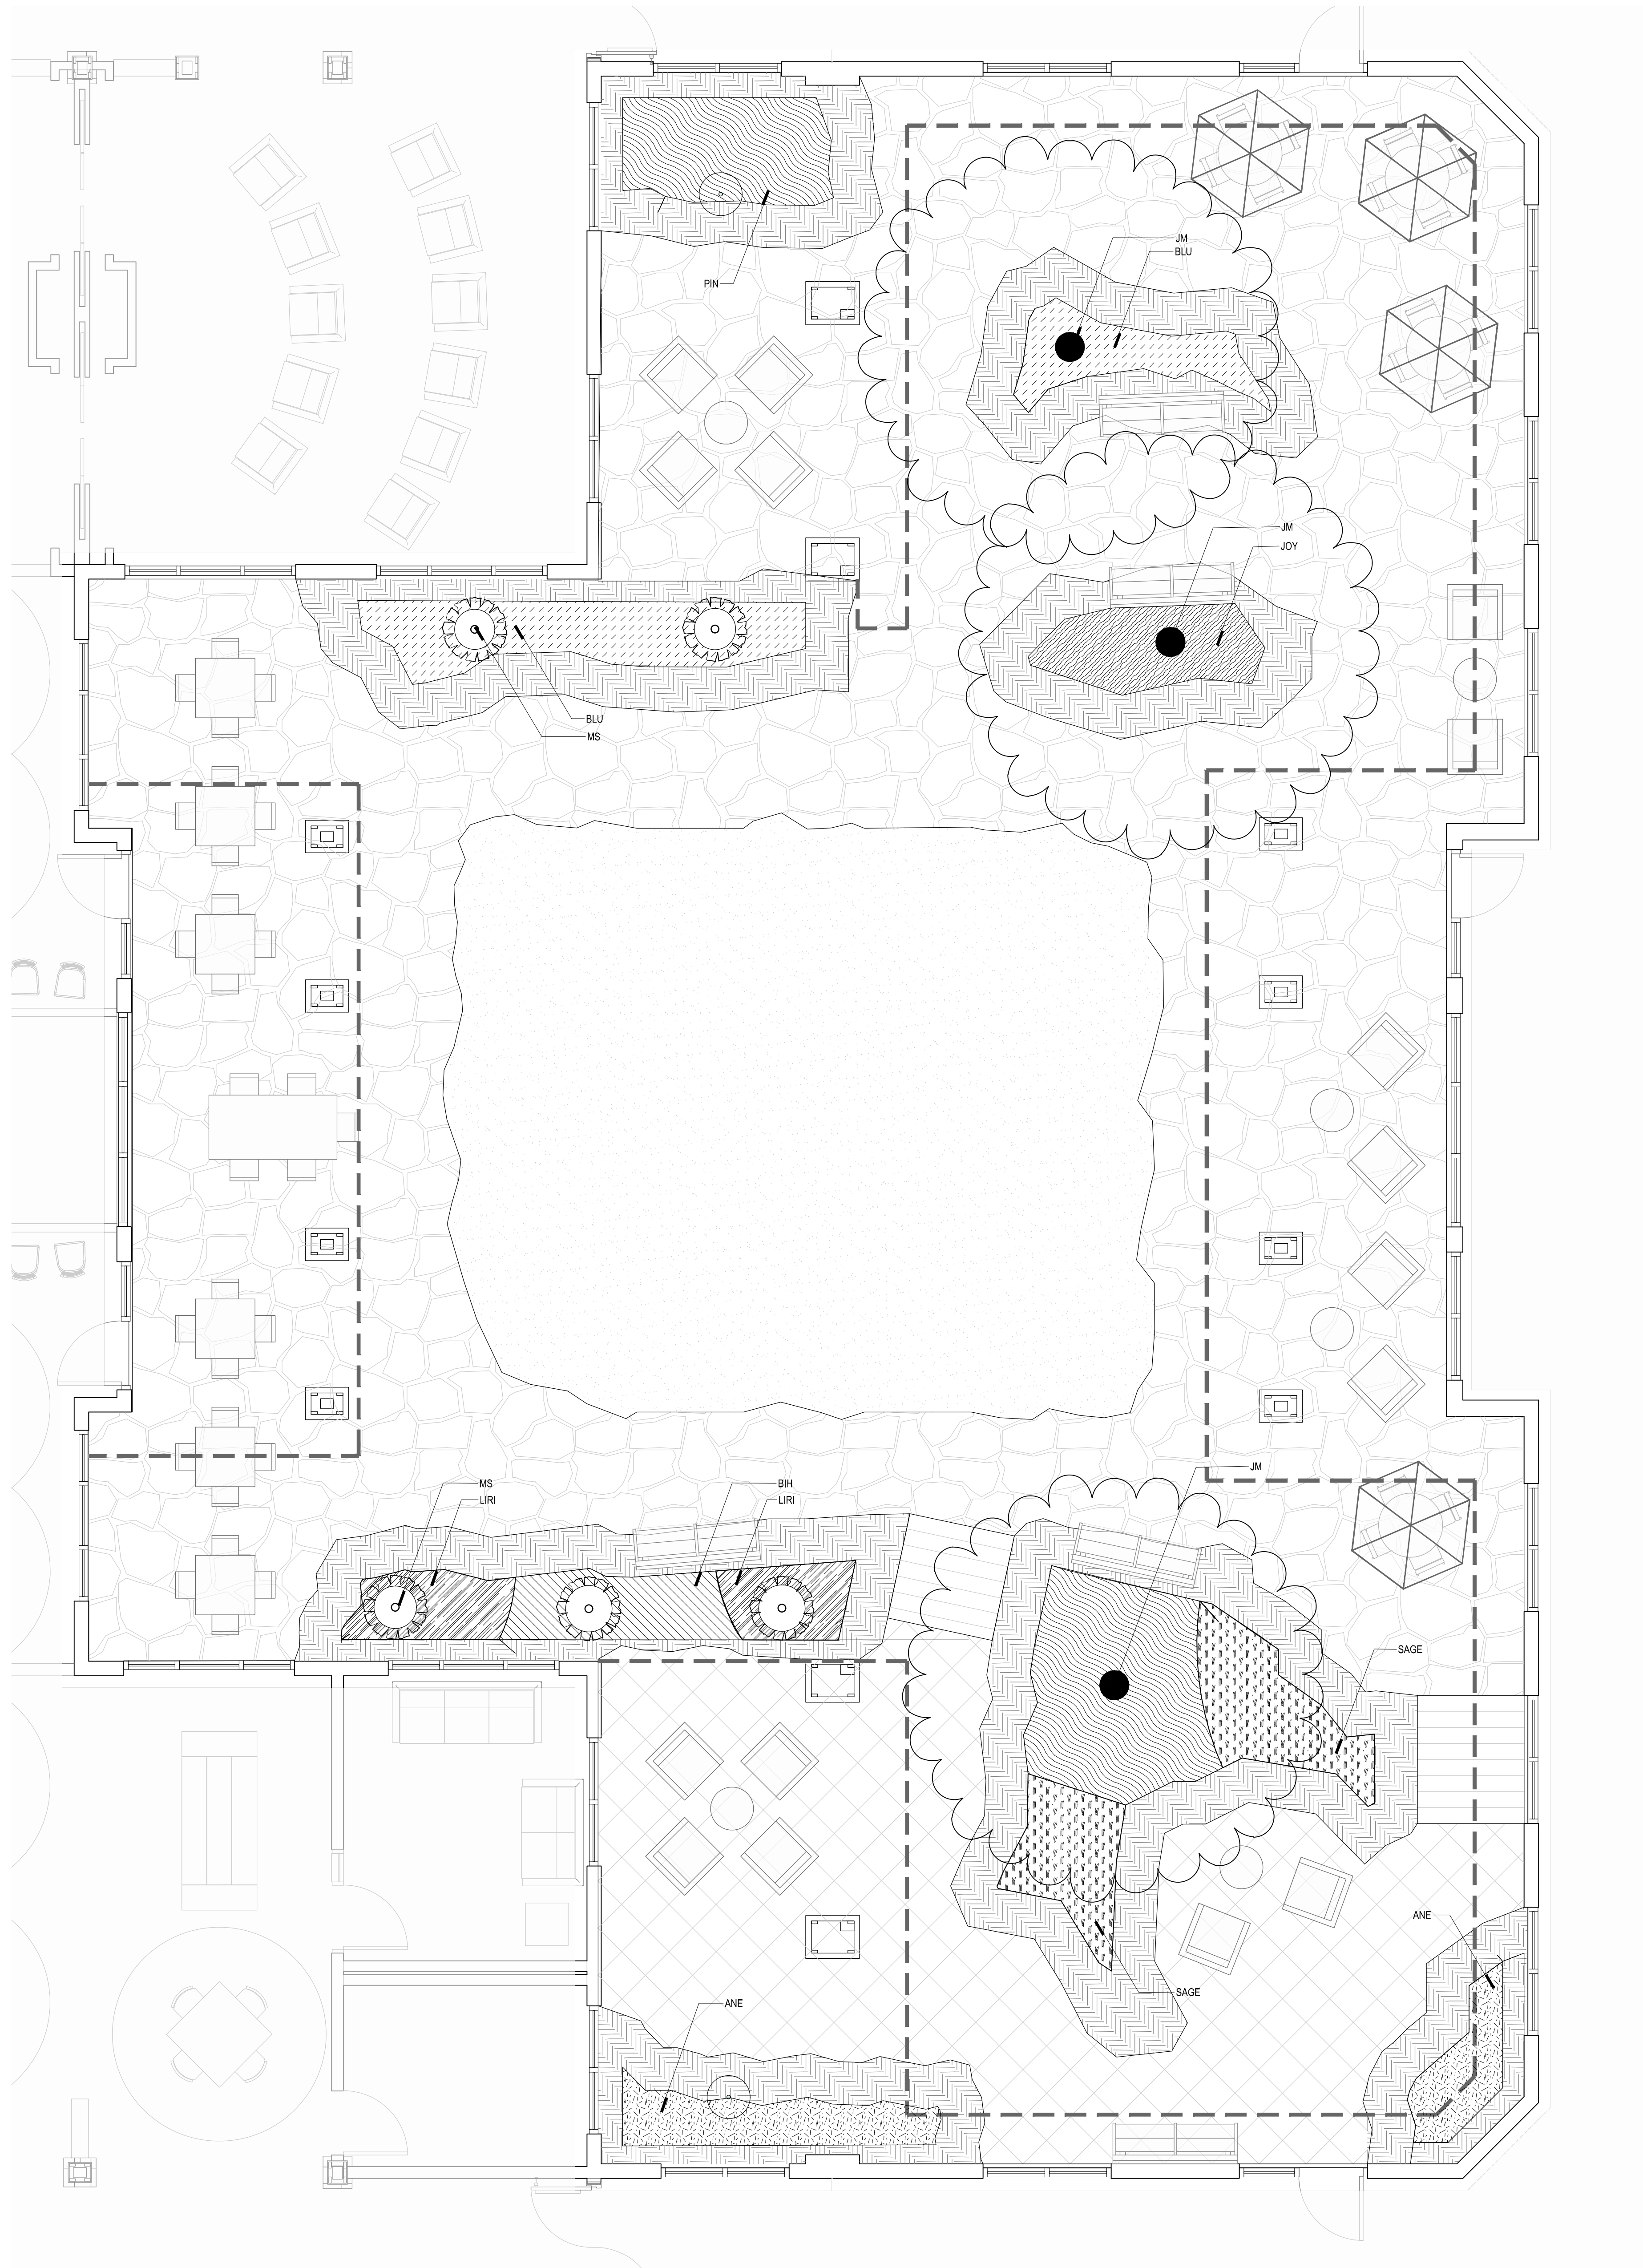 JM
BLU
PIN
JM
JOY
BLU
MS
JM
MS
BIH
LIRI
LIRI
SAGE
ANE
SAGE
ANE